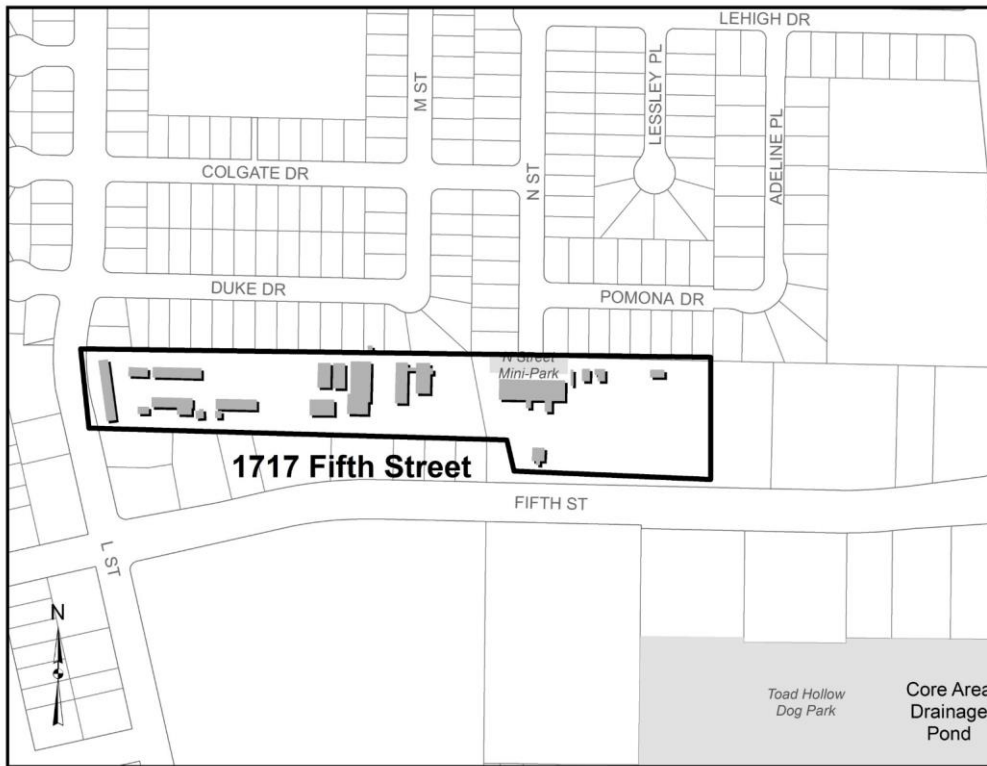 LEHIGH DR
M ST
LESSLEY PL
ADELINE PL
COLGATE DR
N ST
DUKE DR
POMONA DR
N Street
Mini-Park
1717 Fifth Street
FIFTH ST
L ST
N
Toad Hollow
Dog Park
Core Area
Drainage
Pond